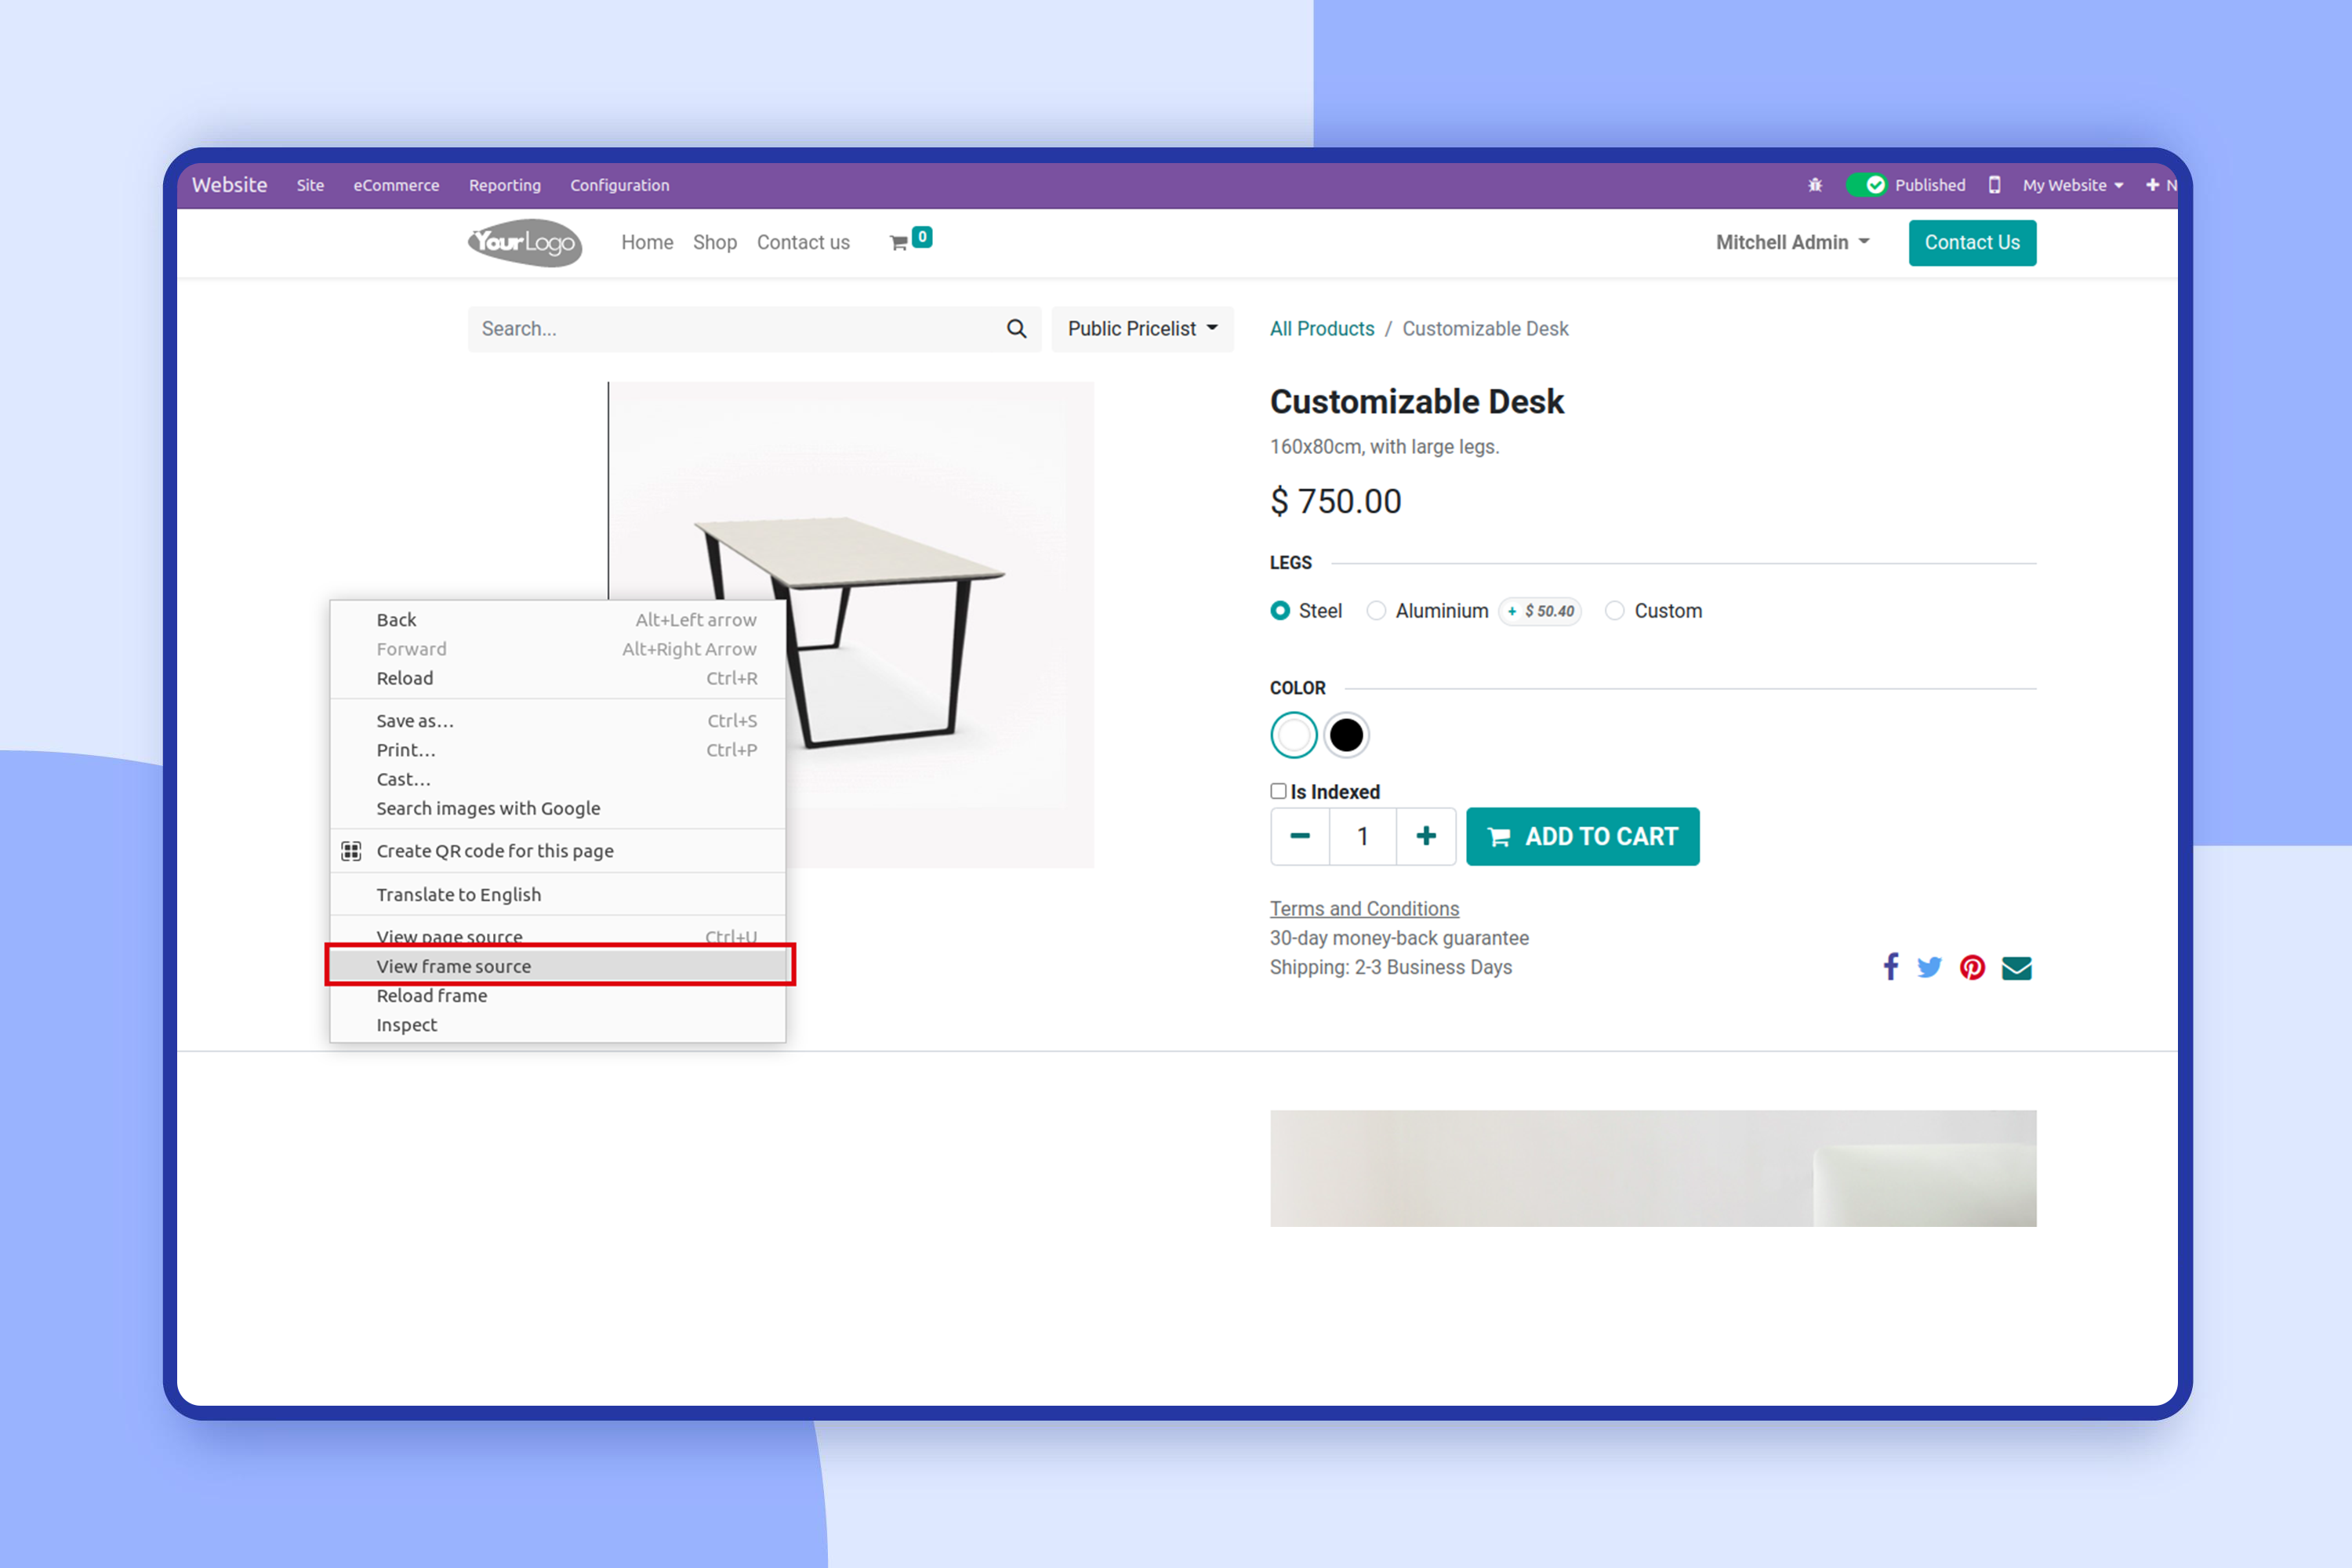 Website Site eCommerce Reporting Configuration Published My Website N
YourLogo Home Shop Contact us 0 Mitchell Admin Contact Us
Search... Public Pricelist All Products / Customizable Desk
Customizable Desk
160x80cm, with large legs.
$ 750.00
LEGS
Steel Aluminium + $ 50.40 Custom
COLOR
Is Indexed
1 ADD TO CART
Terms and Conditions
30-day money-back guarantee
Shipping: 2-3 Business Days
Back Alt+Left arrow
Forward Alt+Right Arrow
Reload Ctrl+R
Save as... Ctrl+S
Print... Ctrl+P
Cast...
Search images with Google
Create QR code for this page
Translate to English
View page source Ctrl+U
View frame source
Reload frame
Inspect